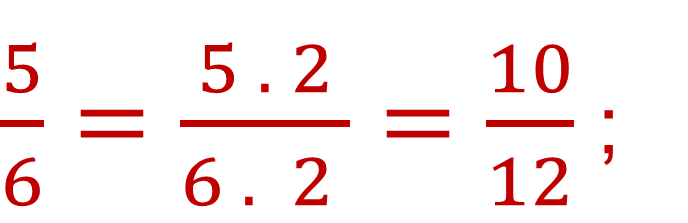 5/6 = 5 . 2/6 . 2 = 10/12 ;